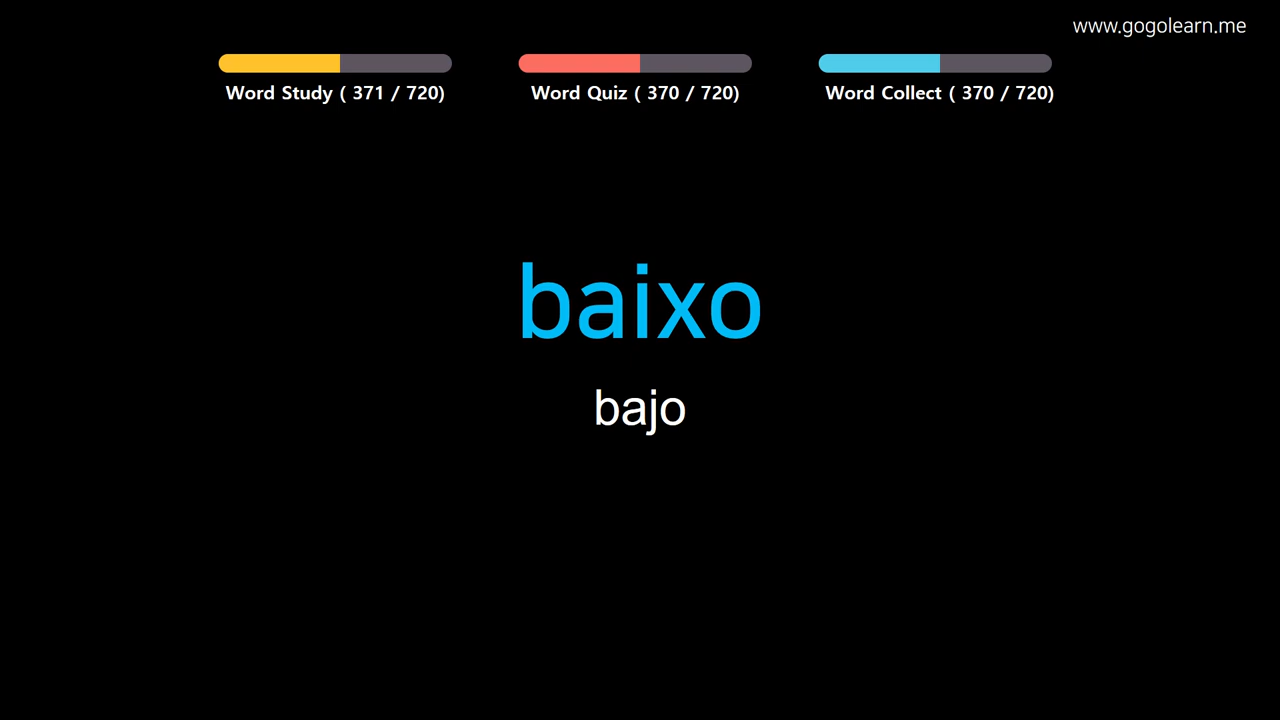 www.gogolearn.me
Word Study ( 371 / 720)
Word Quiz ( 370 / 720)
Word Collect ( 370 / 720)
baixo
bajo